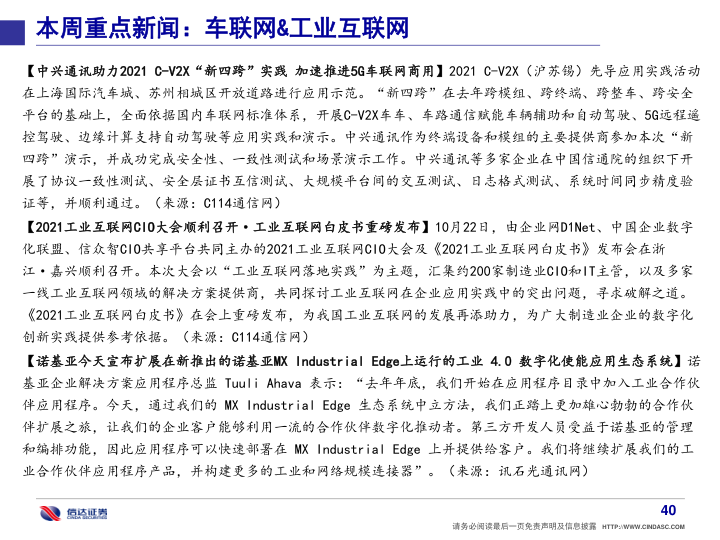 本周重点新闻：车联网&工业互联网
【中兴通讯助力2021 C-V2X“新四跨”实践 加速推进5G车联网商用】2021 C-V2X（沪苏锡）先导应用实践活动
在上海国际汽车城、苏州相城区开放道路进行应用示范。“新四跨”在去年跨模组、跨终端、跨整车、跨安全
平台的基础上，全面依据国内车联网标准体系，开展C-V2X车车、车路通信赋能车辆辅助和自动驾驶、5G远程遥
控驾驶、边缘计算支持自动驾驶等应用实践和演示。中兴通讯作为终端设备和模组的主要提供商参加本次“新
四跨”演示，并成功完成安全性、一致性测试和场景演示工作。中兴通讯等多家企业在中国信通院的组织下开
展了协议一致性测试、安全层证书互信测试、大规模平台间的交互测试、日志格式测试、系统时间同步精度验
证等，并顺利通过。（来源：C114通信网）
【2021工业互联网CIO大会顺利召开·工业互联网白皮书重磅发布】10月22日，由企业网D1Net、中国企业数字
化联盟、信众智CIO共享平台共同主办的2021工业互联网CIO大会及《2021工业互联网白皮书》发布会在浙
江·嘉兴顺利召开。本次大会以“工业互联网落地实践”为主题，汇集约200家制造业CIO和IT主管，以及多家
一线工业互联网领域的解决方案提供商，共同探讨工业互联网在企业应用实践中的突出问题，寻求破解之道。
《2021工业互联网白皮书》在会上重磅发布，为我国工业互联网的发展再添助力，为广大制造业企业的数字化
创新实践提供参考依据。（来源：C114通信网）
【诺基亚今天宣布扩展在新推出的诺基亚MX Industrial Edge上运行的工业 4.0 数字化使能应用生态系统】诺
基亚企业解决方案应用程序总监 Tuuli Ahava 表示：“去年年底，我们开始在应用程序目录中加入工业合作伙
伴应用程序。今天，通过我们的 MX Industrial Edge 生态系统中立方法，我们正踏上更加雄心勃勃的合作伙
伴扩展之旅，让我们的企业客户能够利用一流的合作伙伴数字化推动者。第三方开发人员受益于诺基亚的管理
和编排功能，因此应用程序可以快速部署在 MX Industrial Edge 上并提供给客户。我们将继续扩展我们的工
业合作伙伴应用程序产品，并构建更多的工业和网络规模连接器”。（来源：讯石光通讯网）
信达证券
CINDA SECURITIES
40
请务必阅读最后一页免责声明及信息披露 HTTP://WWW.CINDASC.COM